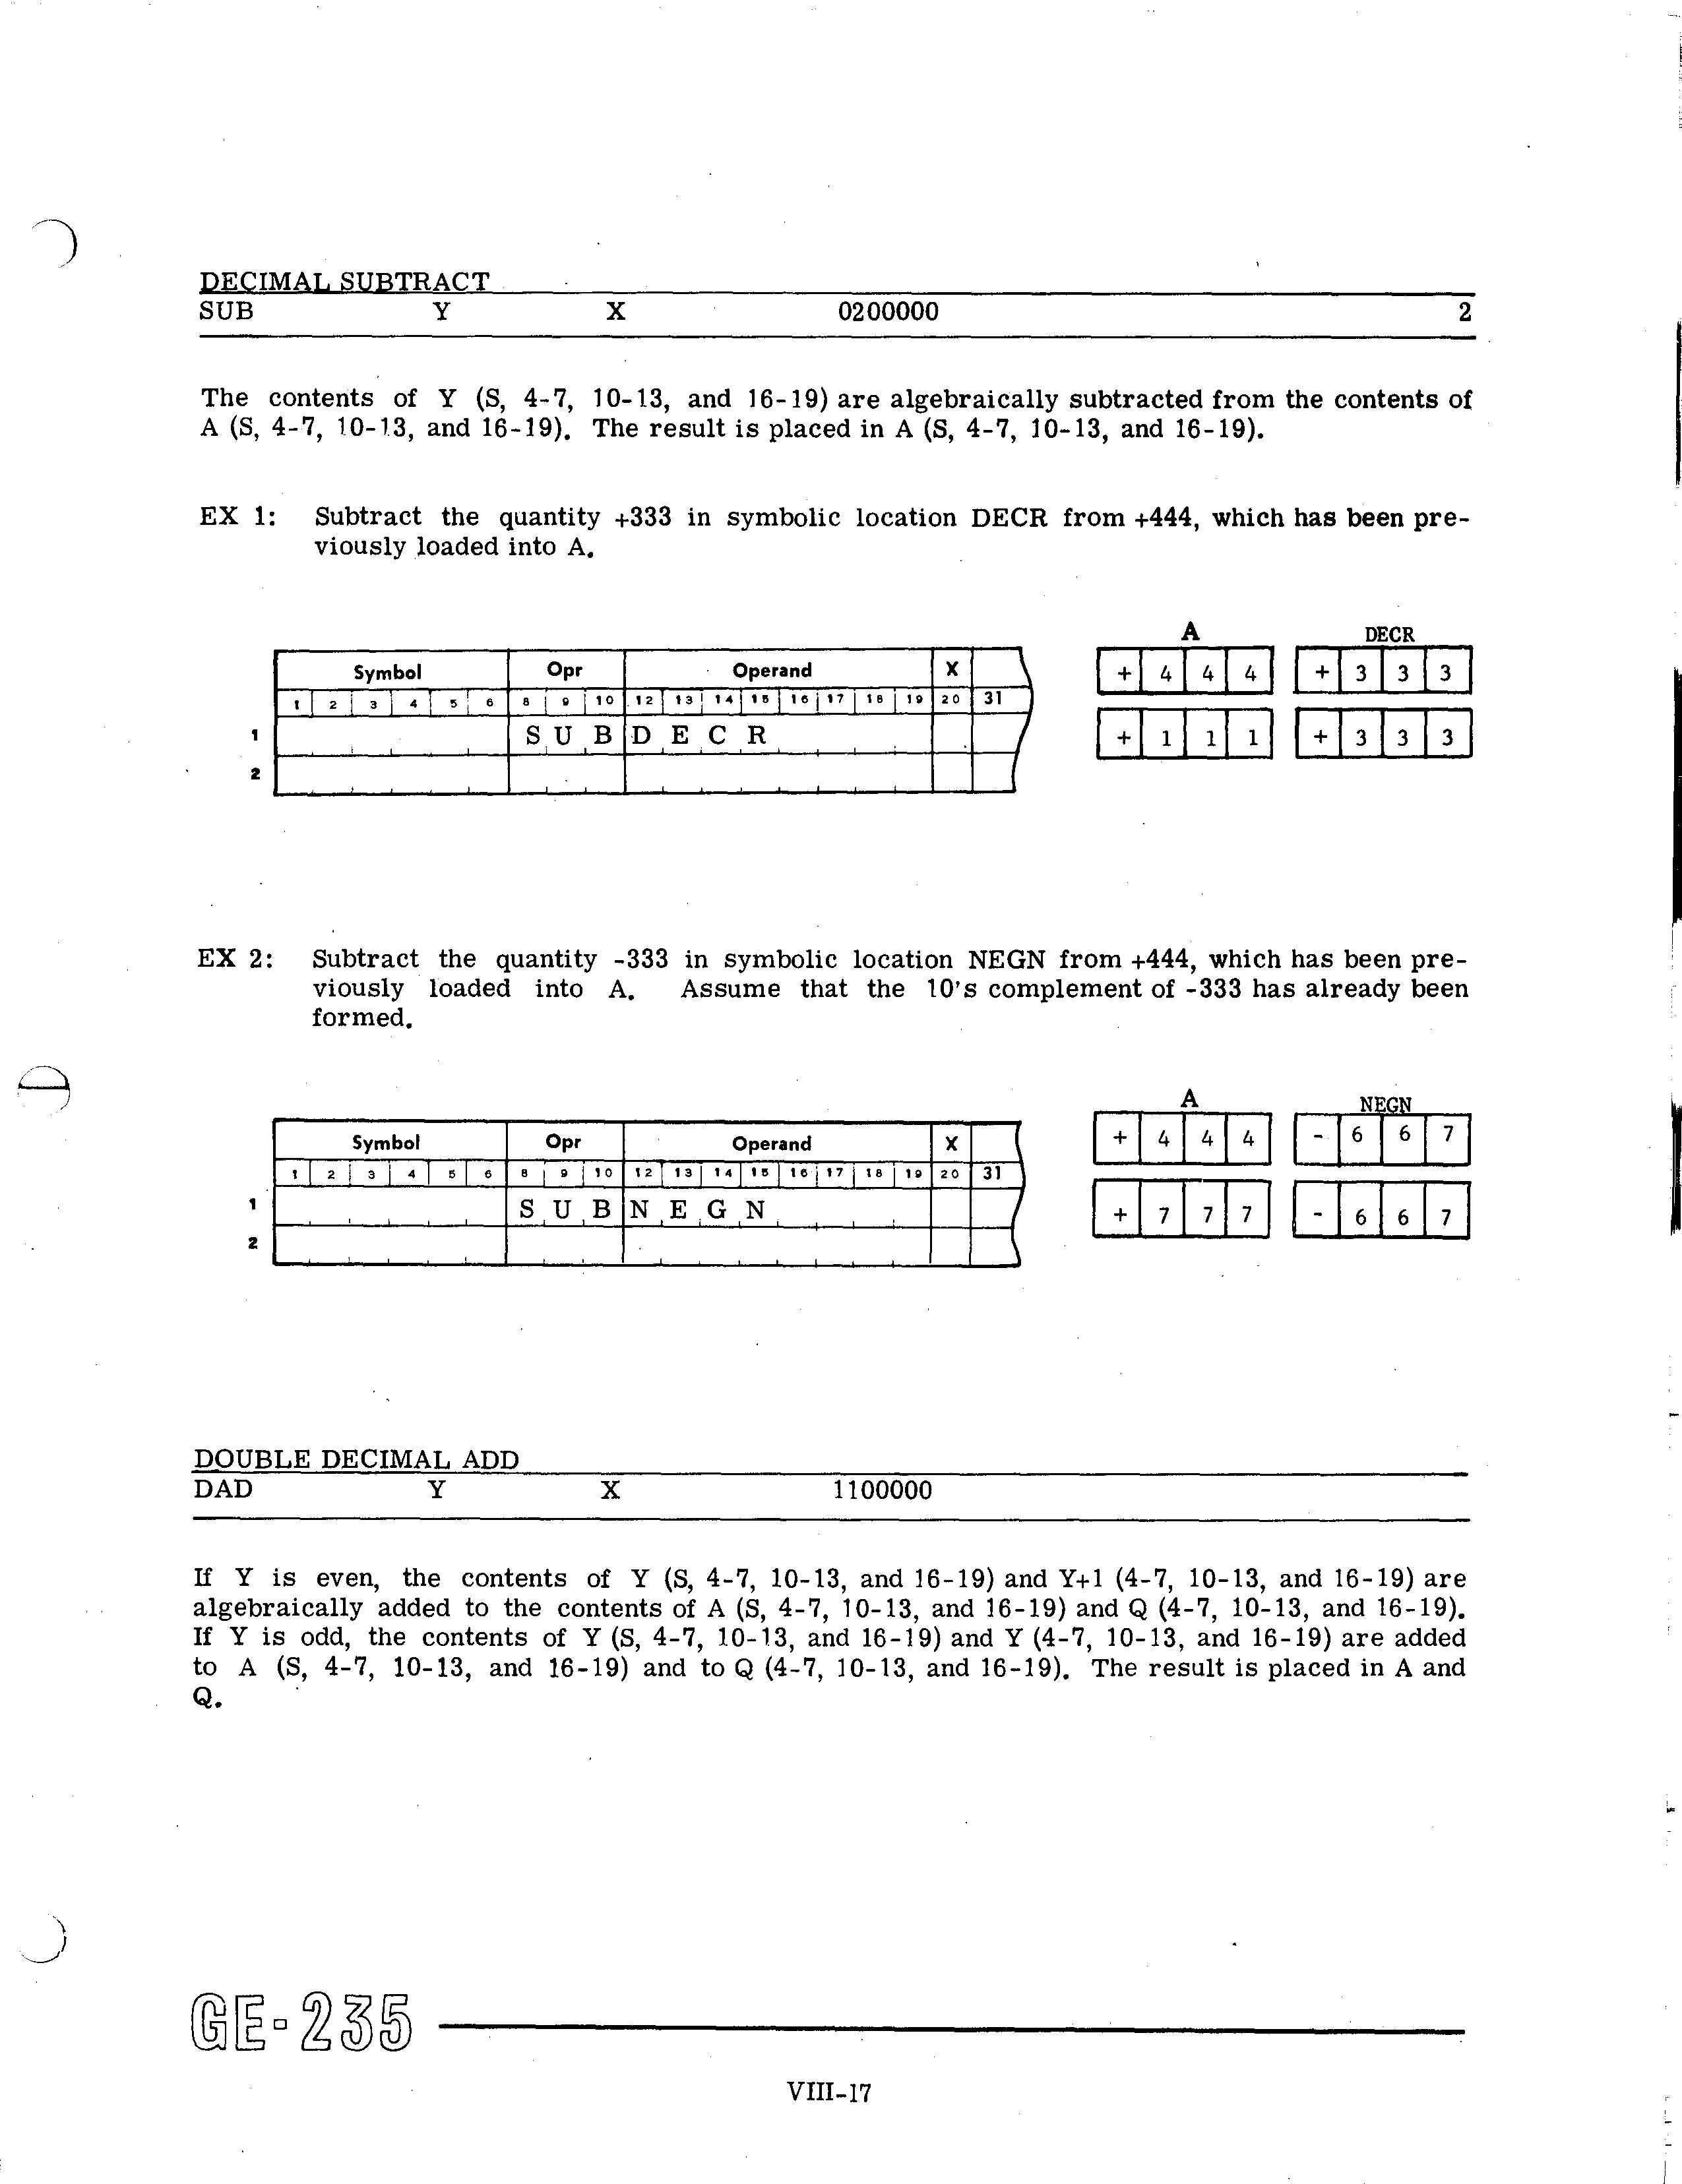 DECIMAL SUBTRACT
SUB Y X 0200000 2
The contents of Y (S, 4-7, 10-13, and 16-19) are algebraically subtracted from the contents of
A (S, 4-7, 10-13, and 16-19). The result is placed in A (S, 4-7, 10-13, and 16-19).
EX 1: Subtract the quantity +333 in symbolic location DECR from +444, which has been pre-
viously loaded into A.
A DECR
Symbol Opr Operand X + 4 4 4 + 3 3 3
1 2 3 4 5 6 8 9 10 12 13 14 15 16 17 18 19 20 31
1 S U B D E C R + 1 1 1 + 3 3 3
2
EX 2: Subtract the quantity -333 in symbolic location NEGN from +444, which has been pre-
viously loaded into A. Assume that the 10's complement of -333 has already been
formed.
A NEGN
Symbol Opr Operand X + 4 4 4 - 6 6 7
1 2 3 4 5 6 8 9 10 12 13 14 15 16 17 18 19 20 31
1 S U B N E G N + 7 7 7 - 6 6 7
2
DOUBLE DECIMAL ADD
DAD Y X 1100000
If Y is even, the contents of Y (S, 4-7, 10-13, and 16-19) and Y+1 (4-7, 10-13, and 16-19) are
algebraically added to the contents of A (S, 4-7, 10-13, and 16-19) and Q (4-7, 10-13, and 16-19).
If Y is odd, the contents of Y (S, 4-7, 10-13, and 16-19) and Y (4-7, 10-13, and 16-19) are added
to A (S, 4-7, 10-13, and 16-19) and to Q (4-7, 10-13, and 16-19). The result is placed in A and
Q.
GE-235
VIII-17